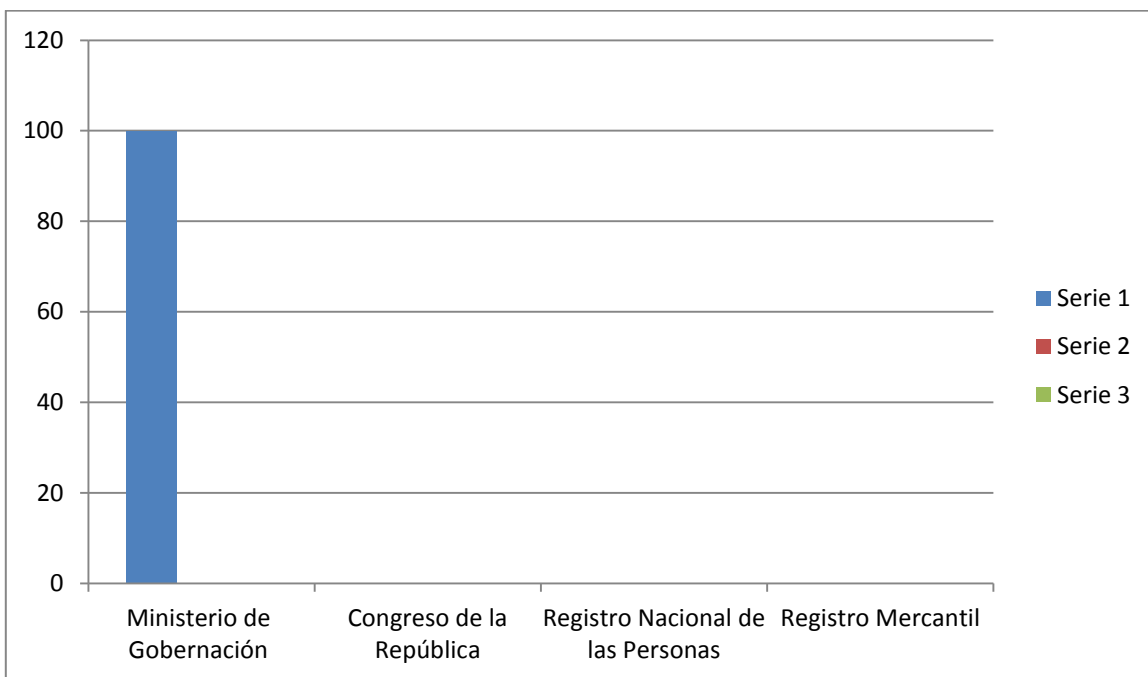 120
100
80
60
40
20
0
Ministerio de
Gobernación
Congreso de la
República
Registro Nacional de
las Personas
Registro Mercantil
Serie 1
Serie 2
Serie 3